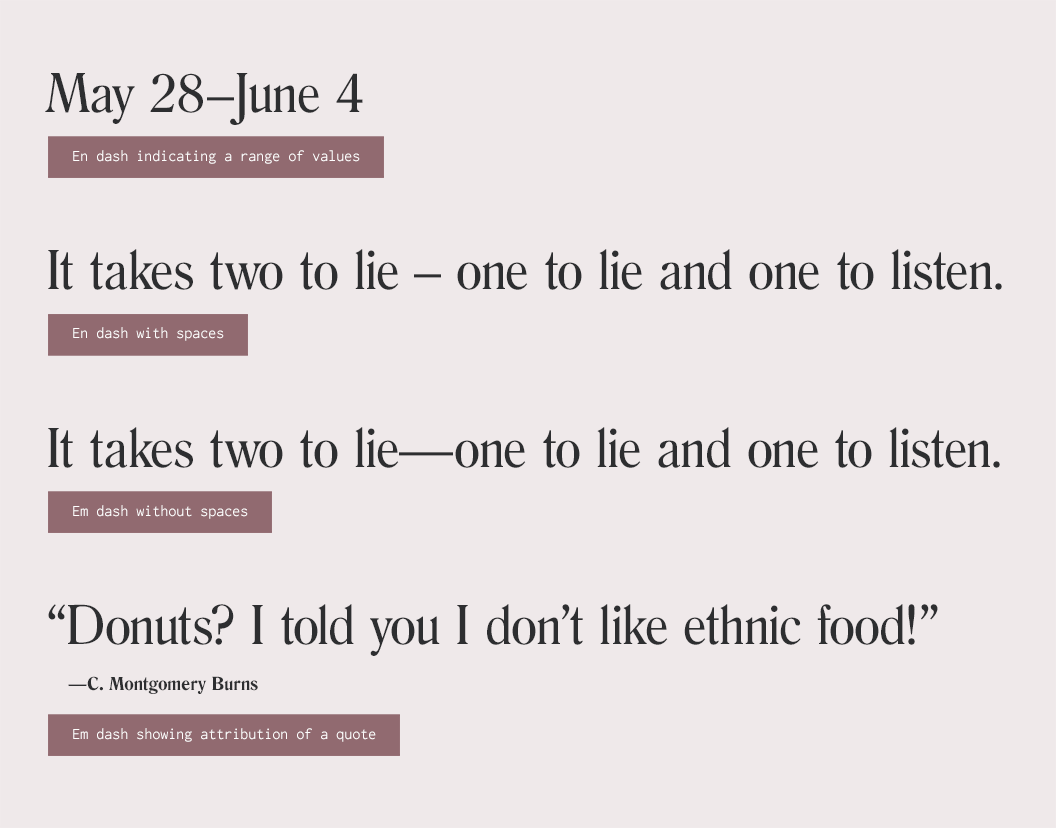 May 28–June 4
En dash indicating a range of values
It takes two to lie – one to lie and one to listen.
En dash with spaces
It takes two to lie—one to lie and one to listen.
Em dash without spaces
“Donuts? I told you I don’t like ethnic food!”
—C. Montgomery Burns
Em dash showing attribution of a quote